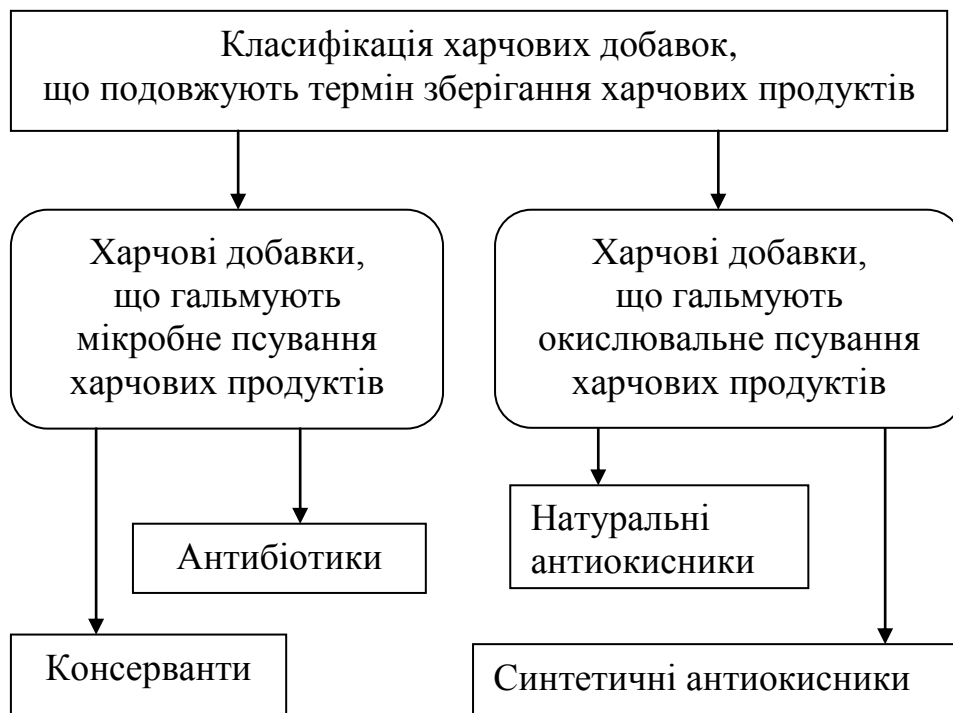 Класифікація харчових добавок,
що подовжують термін зберігання харчових продуктів
Харчові добавки,
що гальмують
мікробне псування
харчових продуктів
Харчові добавки,
що гальмують
окислювальне псування
харчових продуктів
Антибіотики
Натуральні
антиокисники
Консерванти
Синтетичні антиокисники